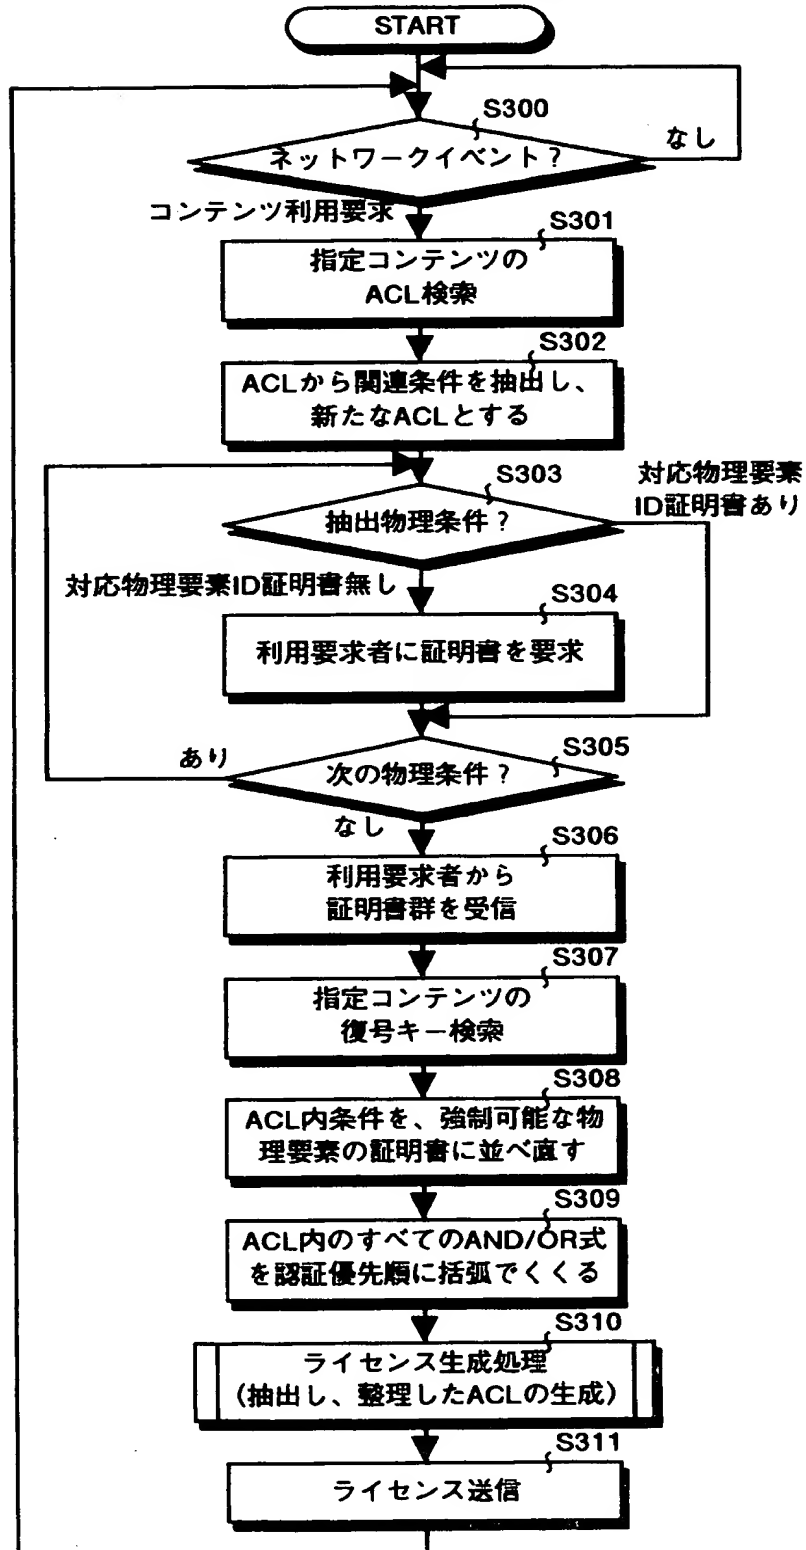 START
S300
ネットワークイベント？
なし
コンテンツ利用要求
S301
指定コンテンツの
ACL検索
S302
ACLから関連条件を抽出し、
新たなACLとする
S303
抽出物理条件？
対応物理要素
ID証明書あり
対応物理要素ID証明書無し
S304
利用要求者に証明書を要求
S305
次の物理条件？
あり
なし
S306
利用要求者から
証明書群を受信
S307
指定コンテンツの
復号キー検索
S308
ACL内条件を、強制可能な物
理要素の証明書に並べ直す
S309
ACL内のすべてのAND/OR式
を認証優先順に括弧でくくる
S310
ライセンス生成処理
（抽出し、整理したACLの生成）
S311
ライセンス送信